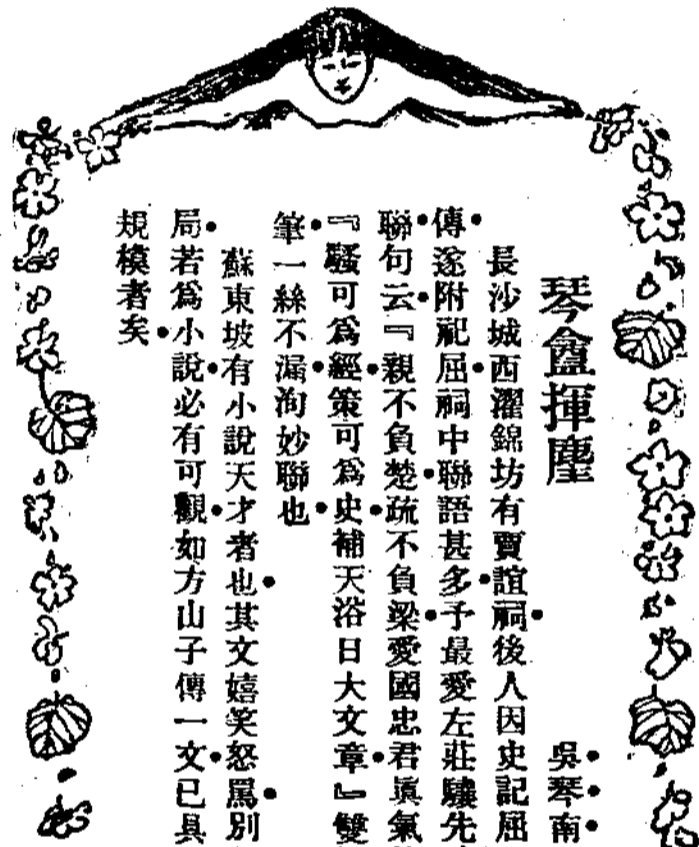 琴盦揮麈
吳琴南
長沙城西濯錦坊有賈誼祠後人因史記屈
傳遂附祀屈祠中聯語甚多予最愛左莊驥先
聯句云『親不負楚疏不負梁愛國忠君眞氣
『騷可爲經策可爲史補天浴日大文章』雙
筆一絲不漏洵妙聯也
蘇東坡有小說天才者也其文嬉笑怒罵別
局若爲小說必有可觀如方山子傳一文已具
規模者矣